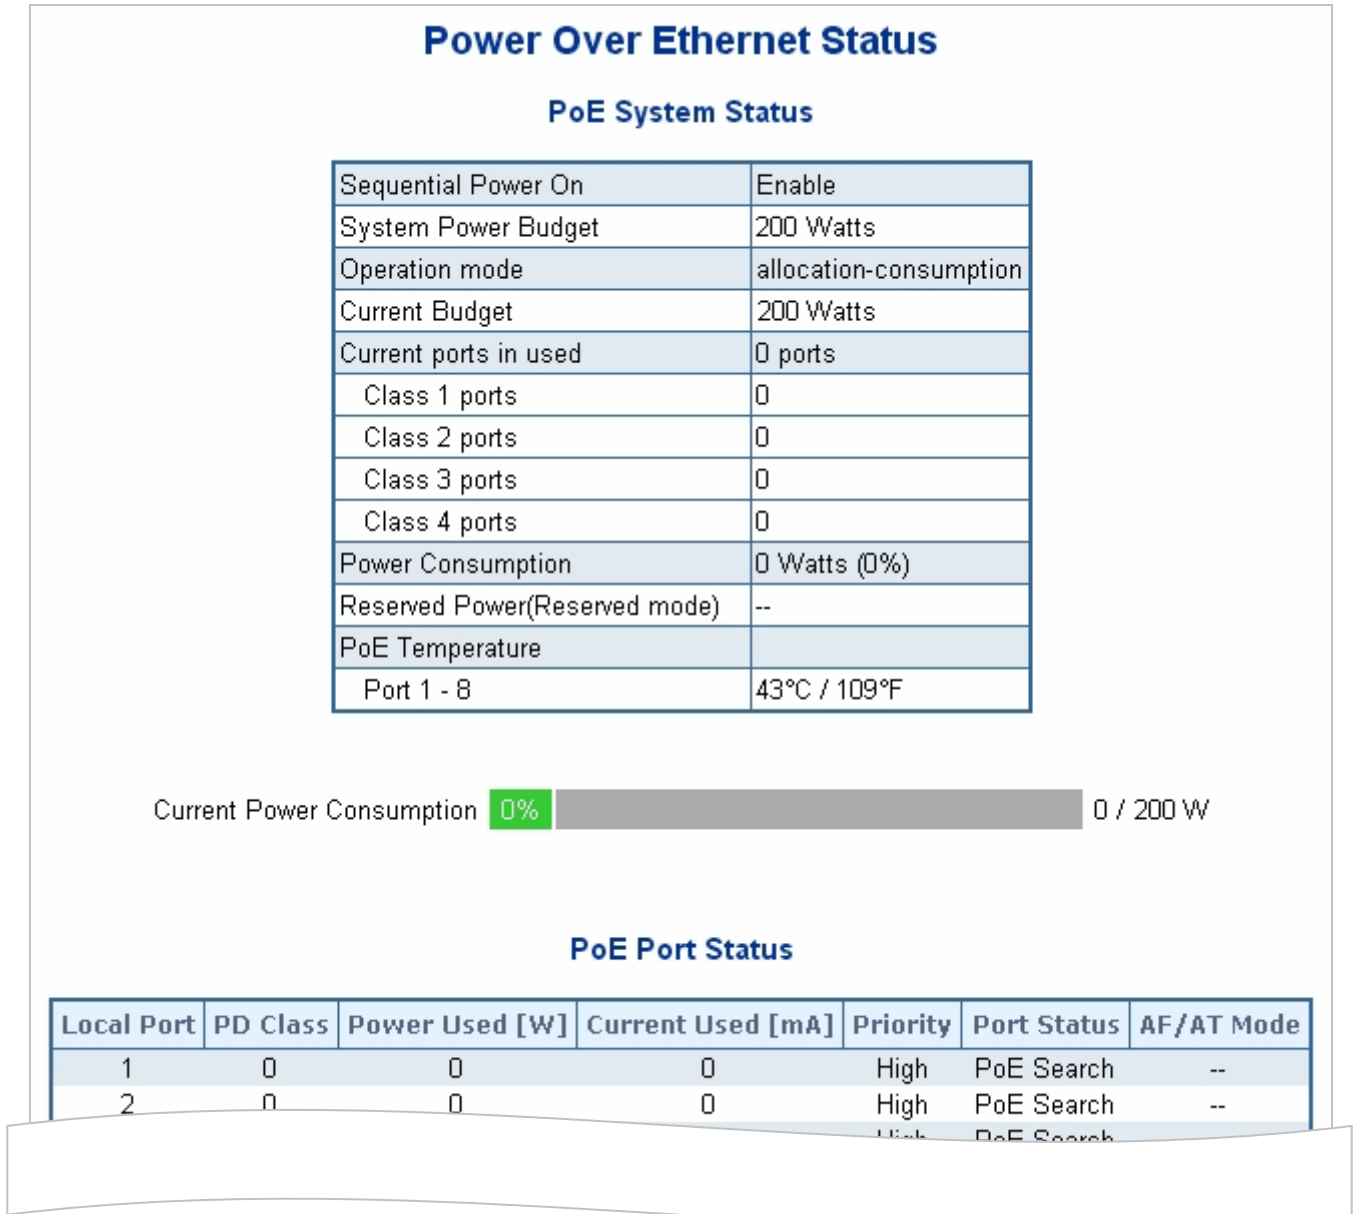 Power Over Ethernet Status
PoE System Status
Sequential Power On Enable
System Power Budget 200 Watts
Operation mode allocation-consumption
Current Budget 200 Watts
Current ports in used 0 ports
Class 1 ports 0
Class 2 ports 0
Class 3 ports 0
Class 4 ports 0
Power Consumption 0 Watts (0%)
Reserved Power(Reserved mode) --
PoE Temperature
Port 1 - 8 43°C / 109°F
Current Power Consumption 0% 0 / 200 W
PoE Port Status
Local Port PD Class Power Used [W] Current Used [mA] Priority Port Status AF/AT Mode
1 0 0 0 High PoE Search --
2 0 0 0 High PoE Search --
High PoE Search